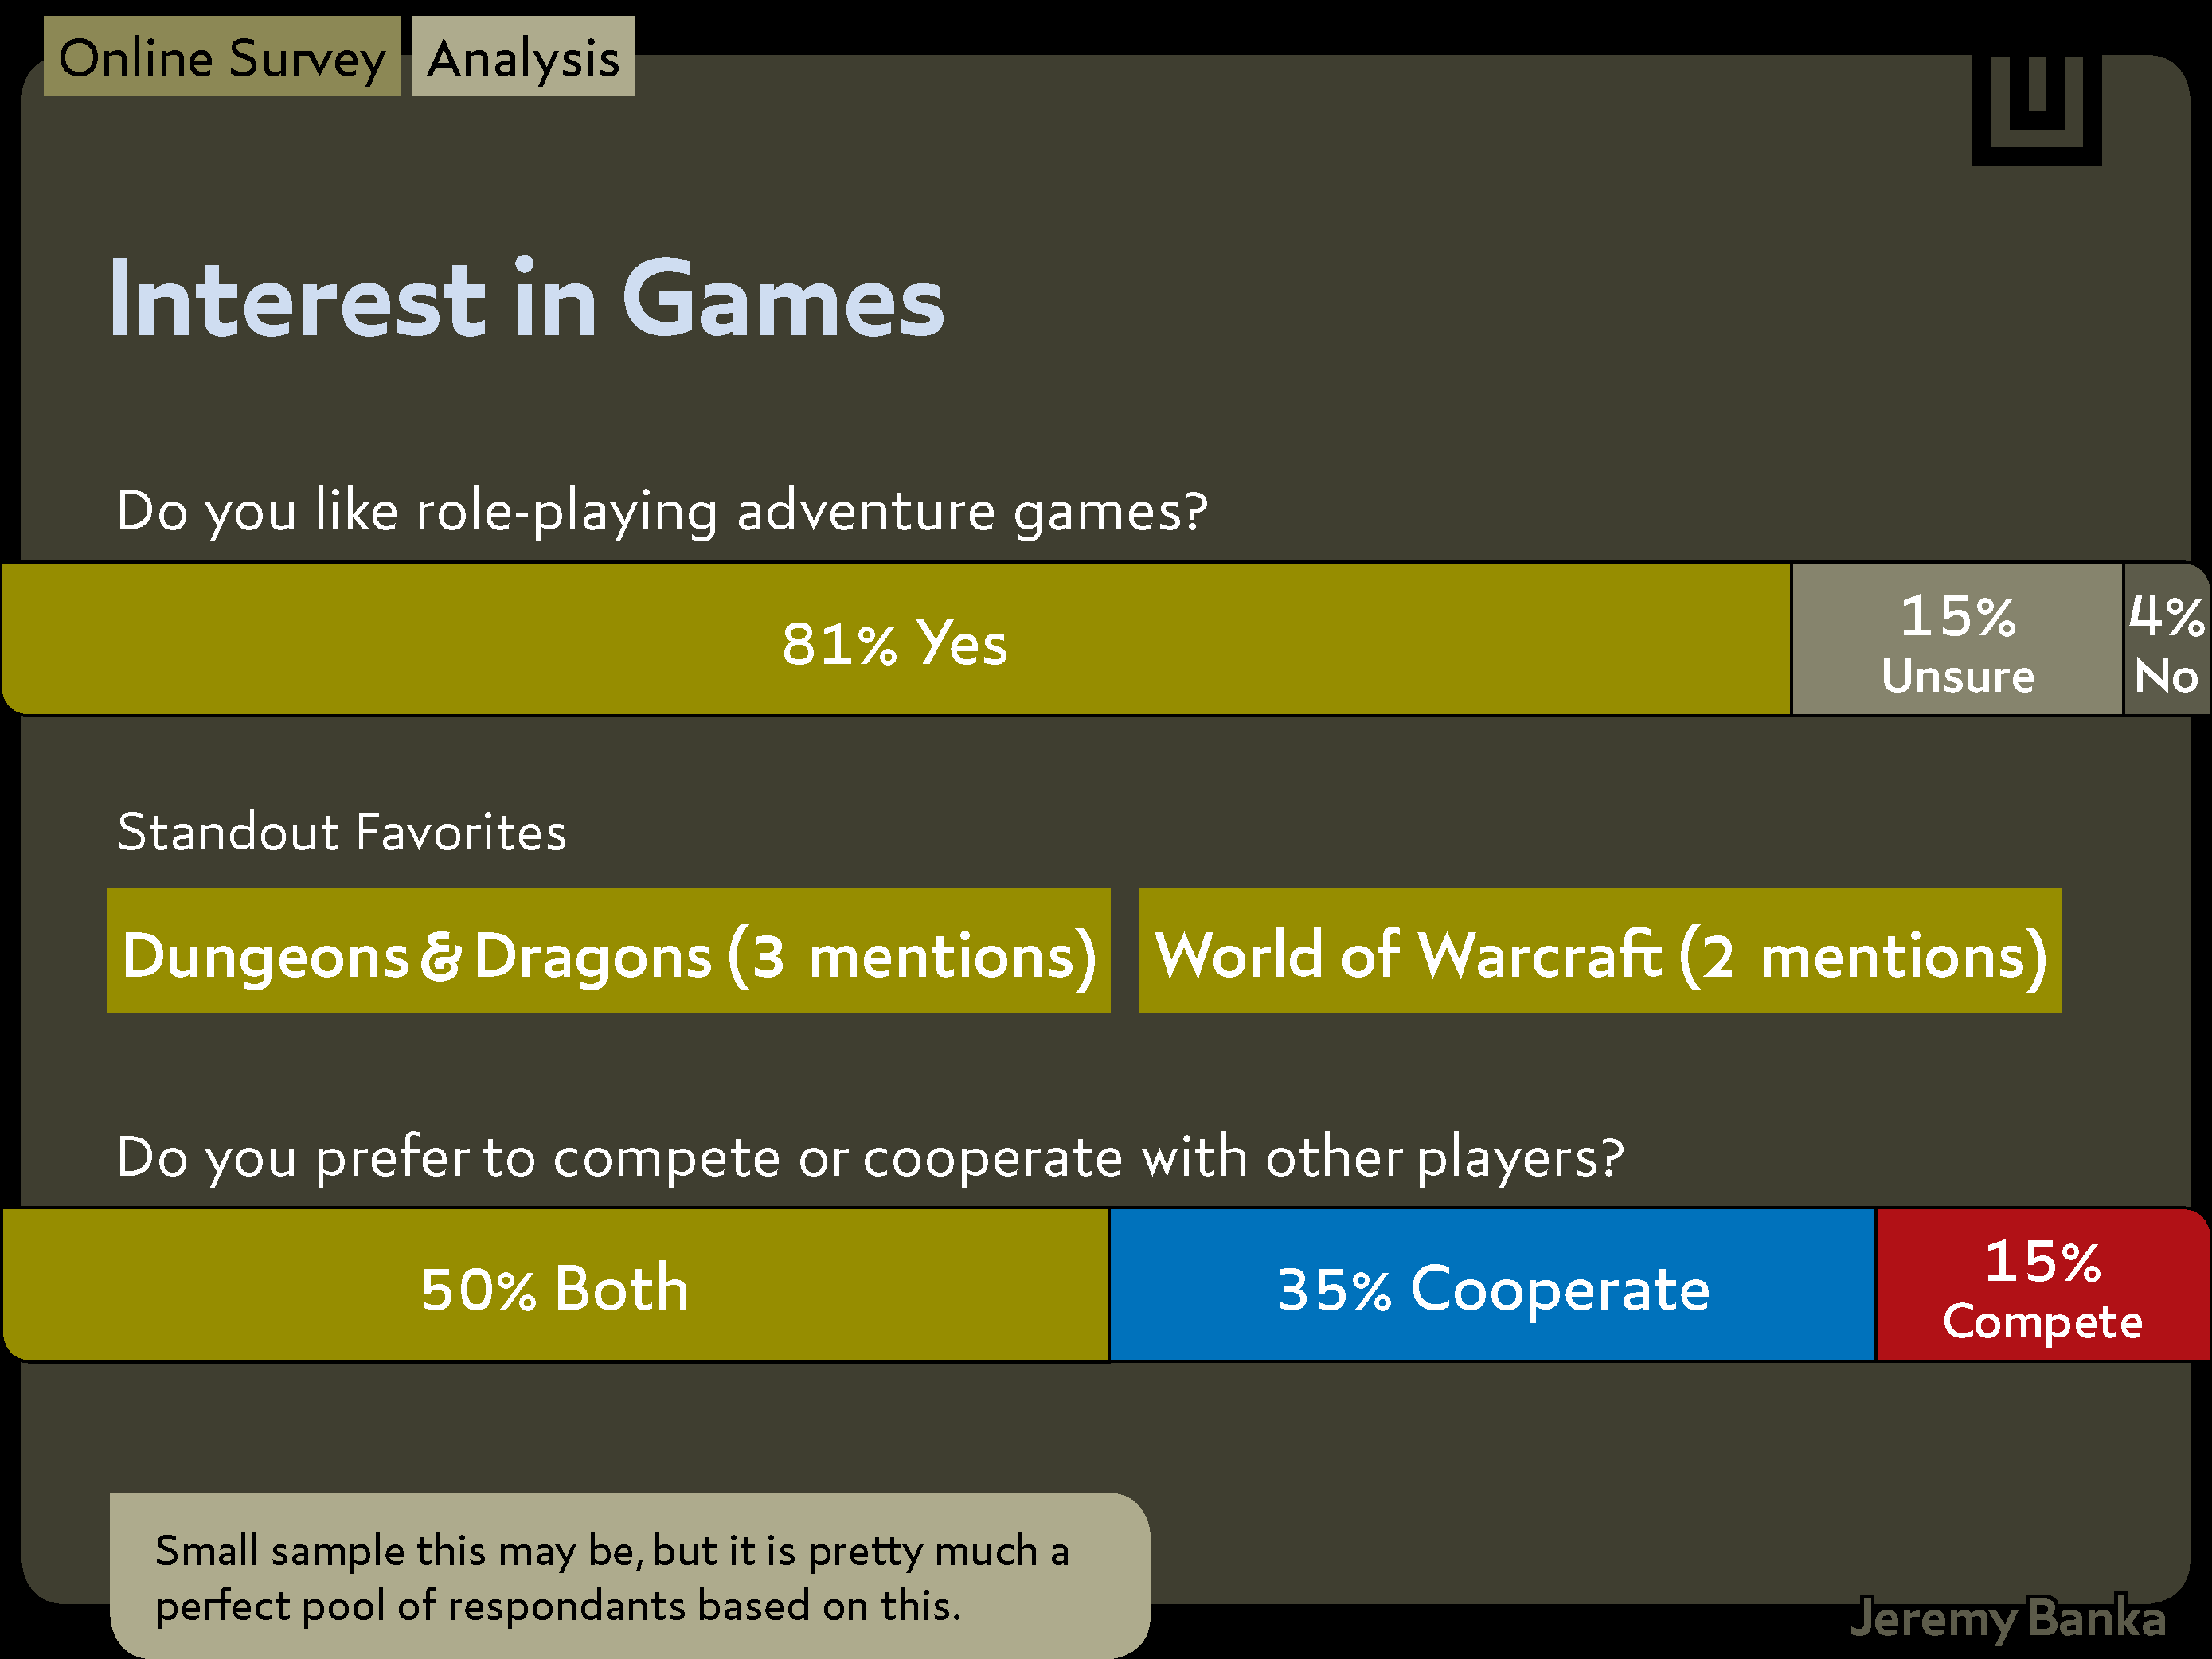 Online Survey
Analysis
Interest in Games
Do you like role-playing adventure games?
81% Yes
15%
Unsure
4%
No
Standout Favorites
Dungeons & Dragons (3 mentions)
World of Warcraft (2 mentions)
Do you prefer to compete or cooperate with other players?
50% Both
35% Cooperate
15%
Compete
Small sample this may be, but it is pretty much a
perfect pool of respondants based on this.
Jeremy Banka